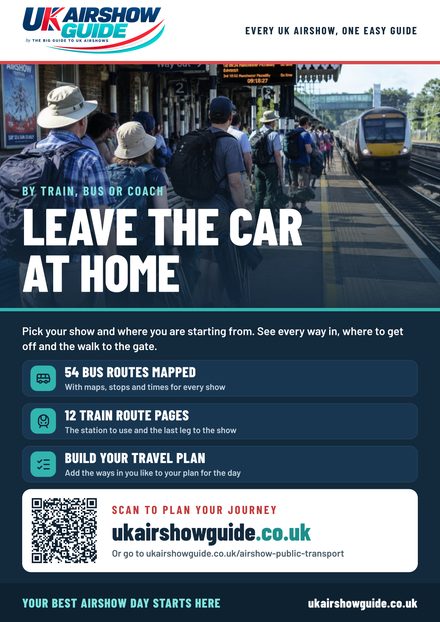 UK AIRSHOW
GUIDE
by THE BIG GUIDE TO UK AIRSHOWS
EVERY UK AIRSHOW, ONE EASY GUIDE
Way Out
09:18:27
BY TRAIN, BUS OR COACH
LEAVE THE CAR
AT HOME
Pick your show and where you are starting from. See every way in, where to get
off and the walk to the gate.
54 BUS ROUTES MAPPED
With maps, stops and times for every show
12 TRAIN ROUTE PAGES
The station to use and the last leg to the show
BUILD YOUR TRAVEL PLAN
Add the ways in you like to your plan for the day
SCAN TO PLAN YOUR JOURNEY
ukairshowguide.co.uk
Or go to ukairshowguide.co.uk/airshow-public-transport
YOUR BEST AIRSHOW DAY STARTS HERE
ukairshowguide.co.uk